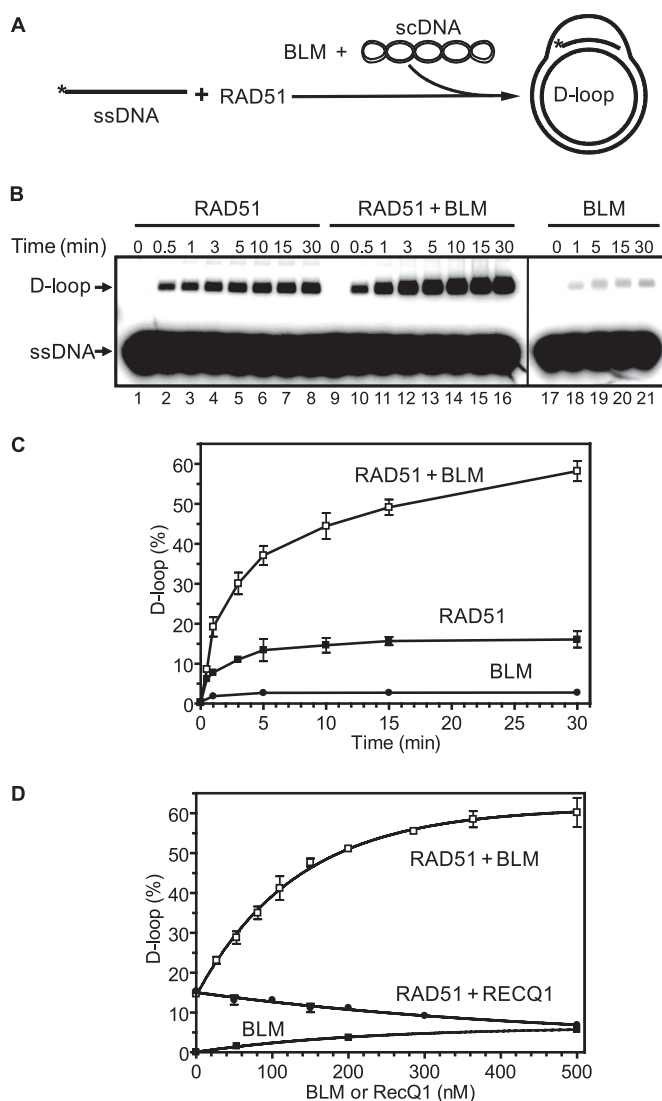 A
BLM +
scDNA
*
ssDNA
+ RAD51
*
D-loop
B
RAD51
RAD51 + BLM
BLM
Time (min) 0 0.5 1 3 5 10 15 30 0 0.5 1 3 5 10 15 30 0 1 5 15 30
D-loop
ssDNA
1 2 3 4 5 6 7 8 9 10 11 12 13 14 15 16 17 18 19 20 21
C
D-loop (%)
60
50
40
30
20
10
0
RAD51 + BLM
RAD51
BLM
0 5 10 15 20 25 30
Time (min)
D
D-loop (%)
60
50
40
30
20
10
0
RAD51 + BLM
RAD51 + RECQ1
BLM
0 100 200 300 400 500
BLM or RecQ1 (nM)